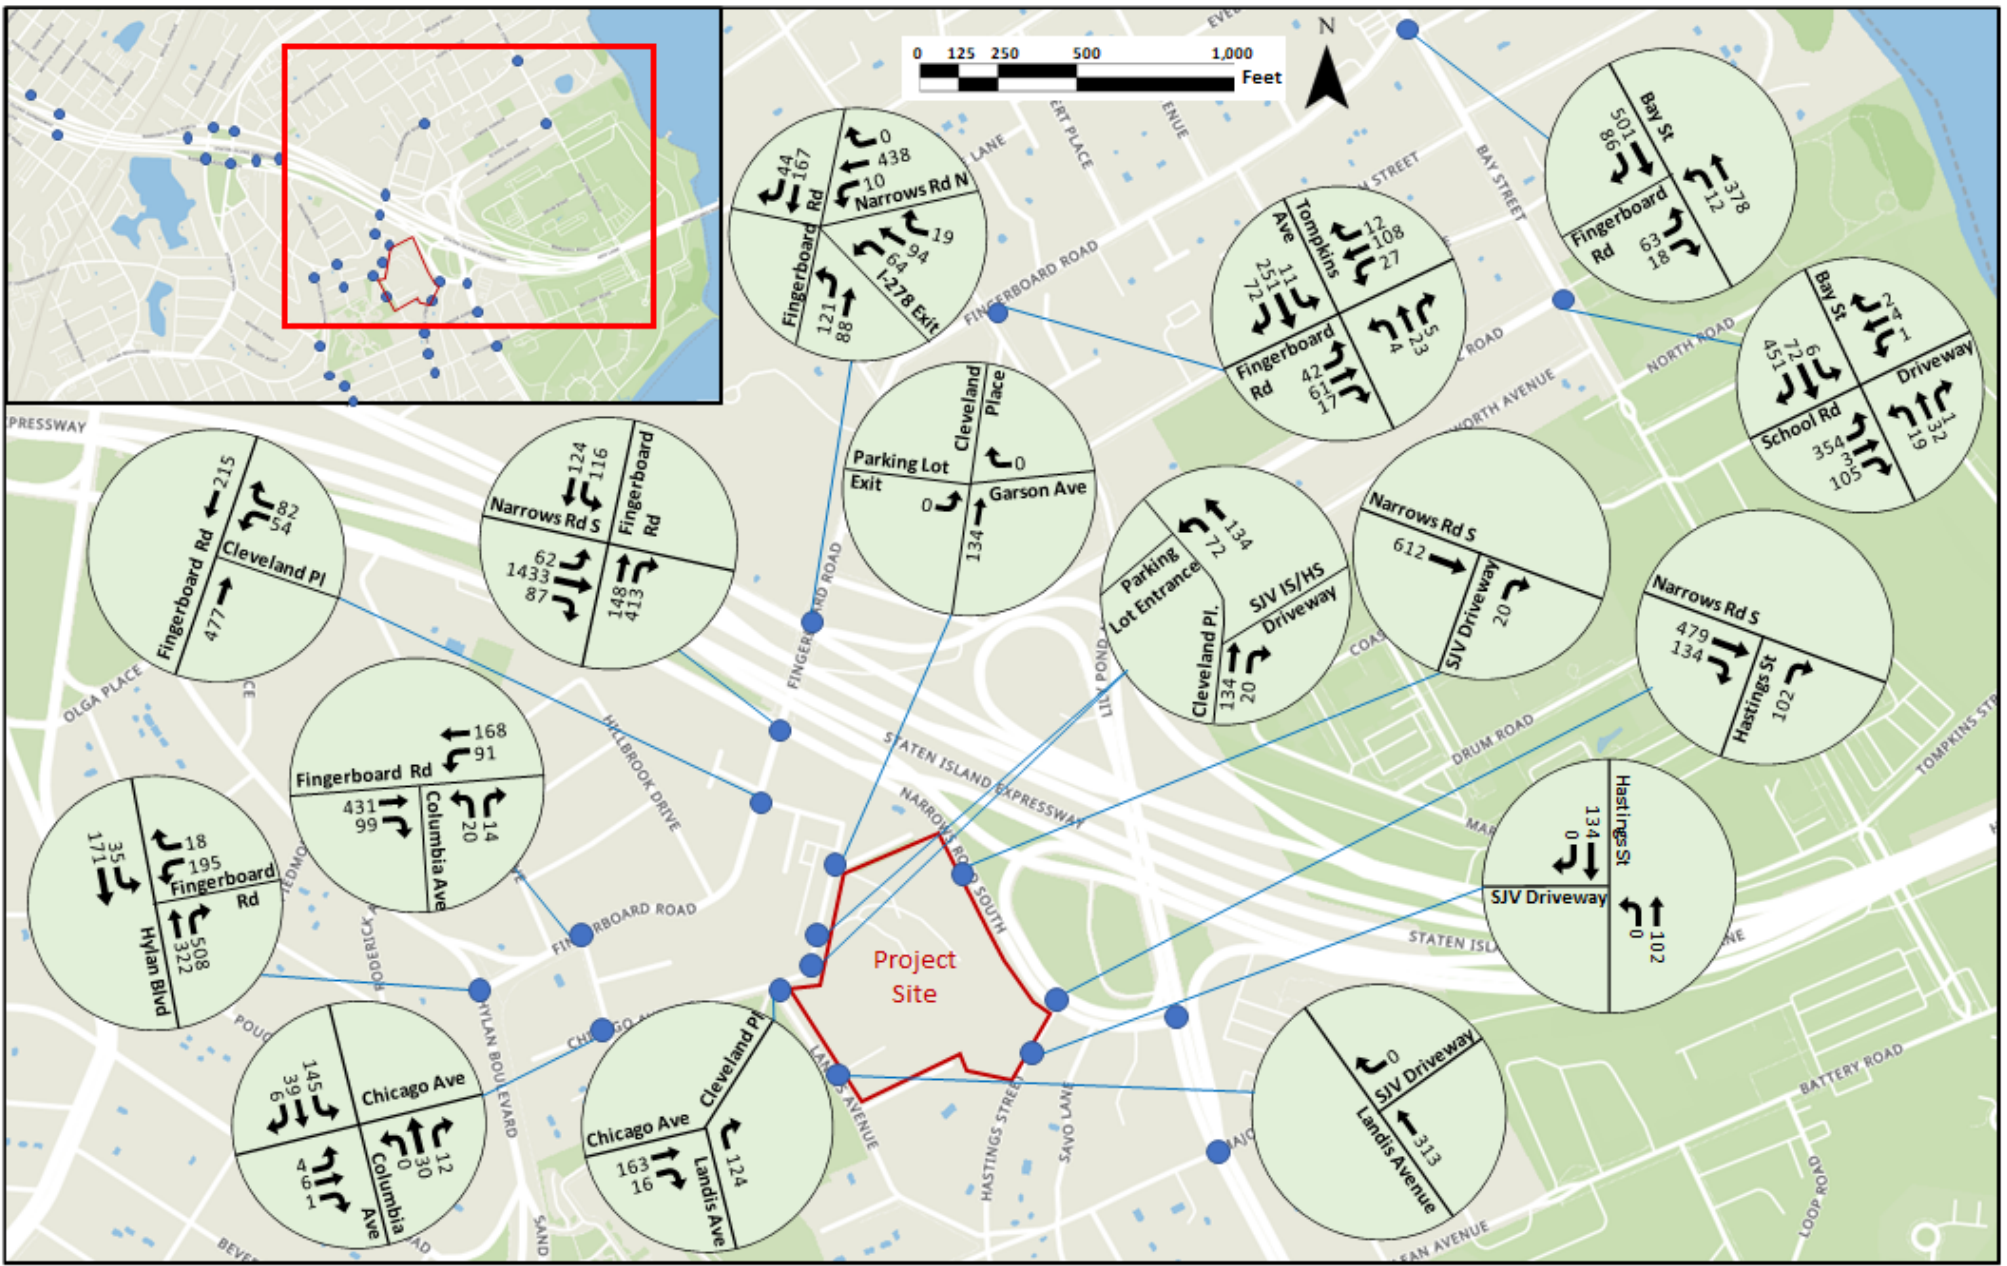 0 125 250 500 1,000
Feet
N
44
167
Rd
0
438
10
Narrows Rd N
19
94
64
I-278 Exit
Fingerboard
121
88
Tompkins
Ave
12
108
27
11
251
72
Fingerboard
Rd
42
61
17
5
23
4
Bay St
501
86
Fingerboard
Rd
378
12
63
18
Bay St
2
4
1
Driveway
6
72
451
School Rd
354
3
105
1
32
19
215
82
54
Fingerboard Rd
Cleveland Pl
477
124
116
Fingerboard
Rd
Narrows Rd S
62
1433
87
148
413
Cleveland
Place
Parking Lot
Exit
0
0
Garson Ave
134
134
72
Parking
Lot Entrance
SJV IS/HS
Driveway
Cleveland Pl.
134
20
Narrows Rd S
612
SJV Driveway
20
Narrows Rd S
479
134
Hastings St
102
168
91
Fingerboard Rd
431
99
Columbia Ave
20
14
35
171
18
195
Fingerboard
Rd
Hylan Blvd
322
508
145
39
6
Chicago Ave
4
6
1
0
30
12
Columbia
Ave
Cleveland Pl
Chicago Ave
163
16
Landis Ave
124
Hastings St
134
0
SJV Driveway
0
102
0
SJV Driveway
Landis Avenue
313
Project
Site
BAY STREET
FINGERBOARD ROAD
NORTH ROAD
STATEN ISLAND EXPRESSWAY
NARROWS ROAD SOUTH
HILLBROOK DRIVE
OLGA PLACE
FINGERBOARD ROAD
HYLAN BOULEVARD
HASTINGS STREET
SAVO LANE
DRUM ROAD
BATTERY ROAD
LOOP ROAD